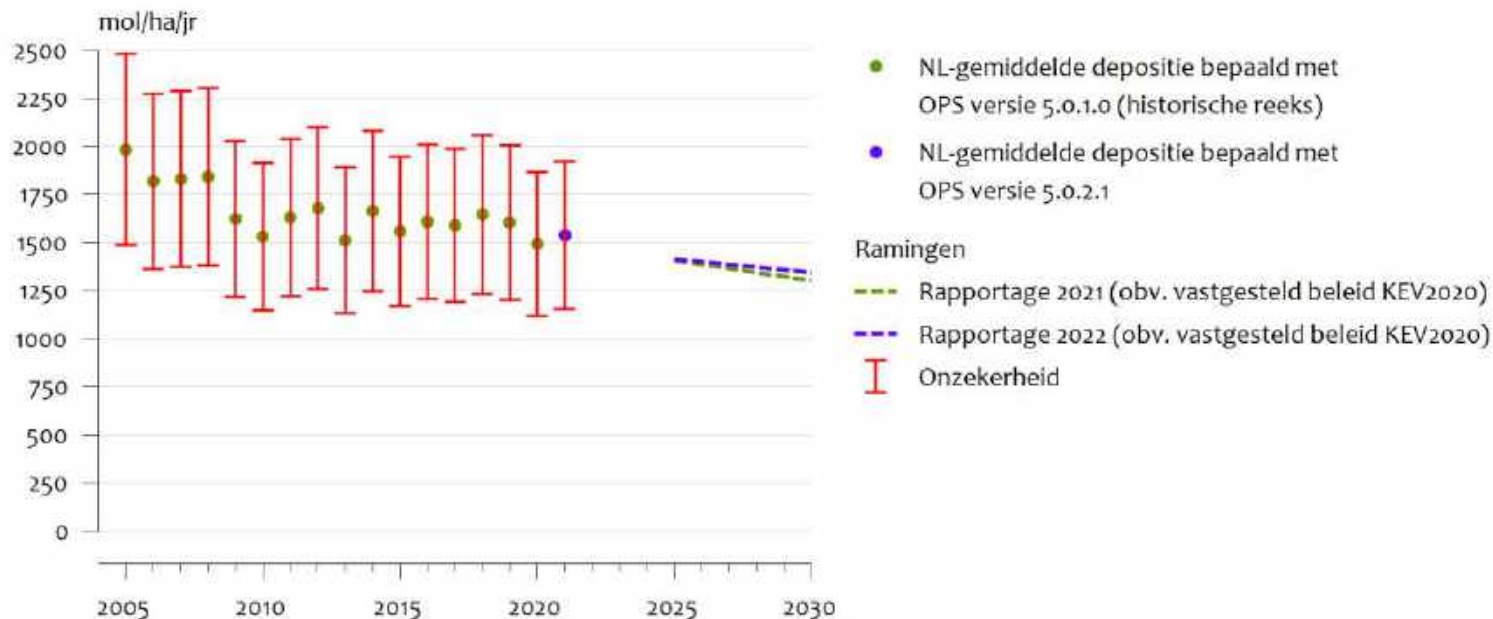 mol/ha/jr
2500
2250
2000
1750
1500
1250
1000
750
500
250
0
2005 2010 2015 2020 2025 2030
NL-gemiddelde depositie bepaald met
OPS versie 5.0.1.0 (historische reeks)
NL-gemiddelde depositie bepaald met
OPS versie 5.0.2.1
Ramingen
Rapportage 2021 (obv. vastgesteld beleid KEV2020)
Rapportage 2022 (obv. vastgesteld beleid KEV2020)
Onzekerheid